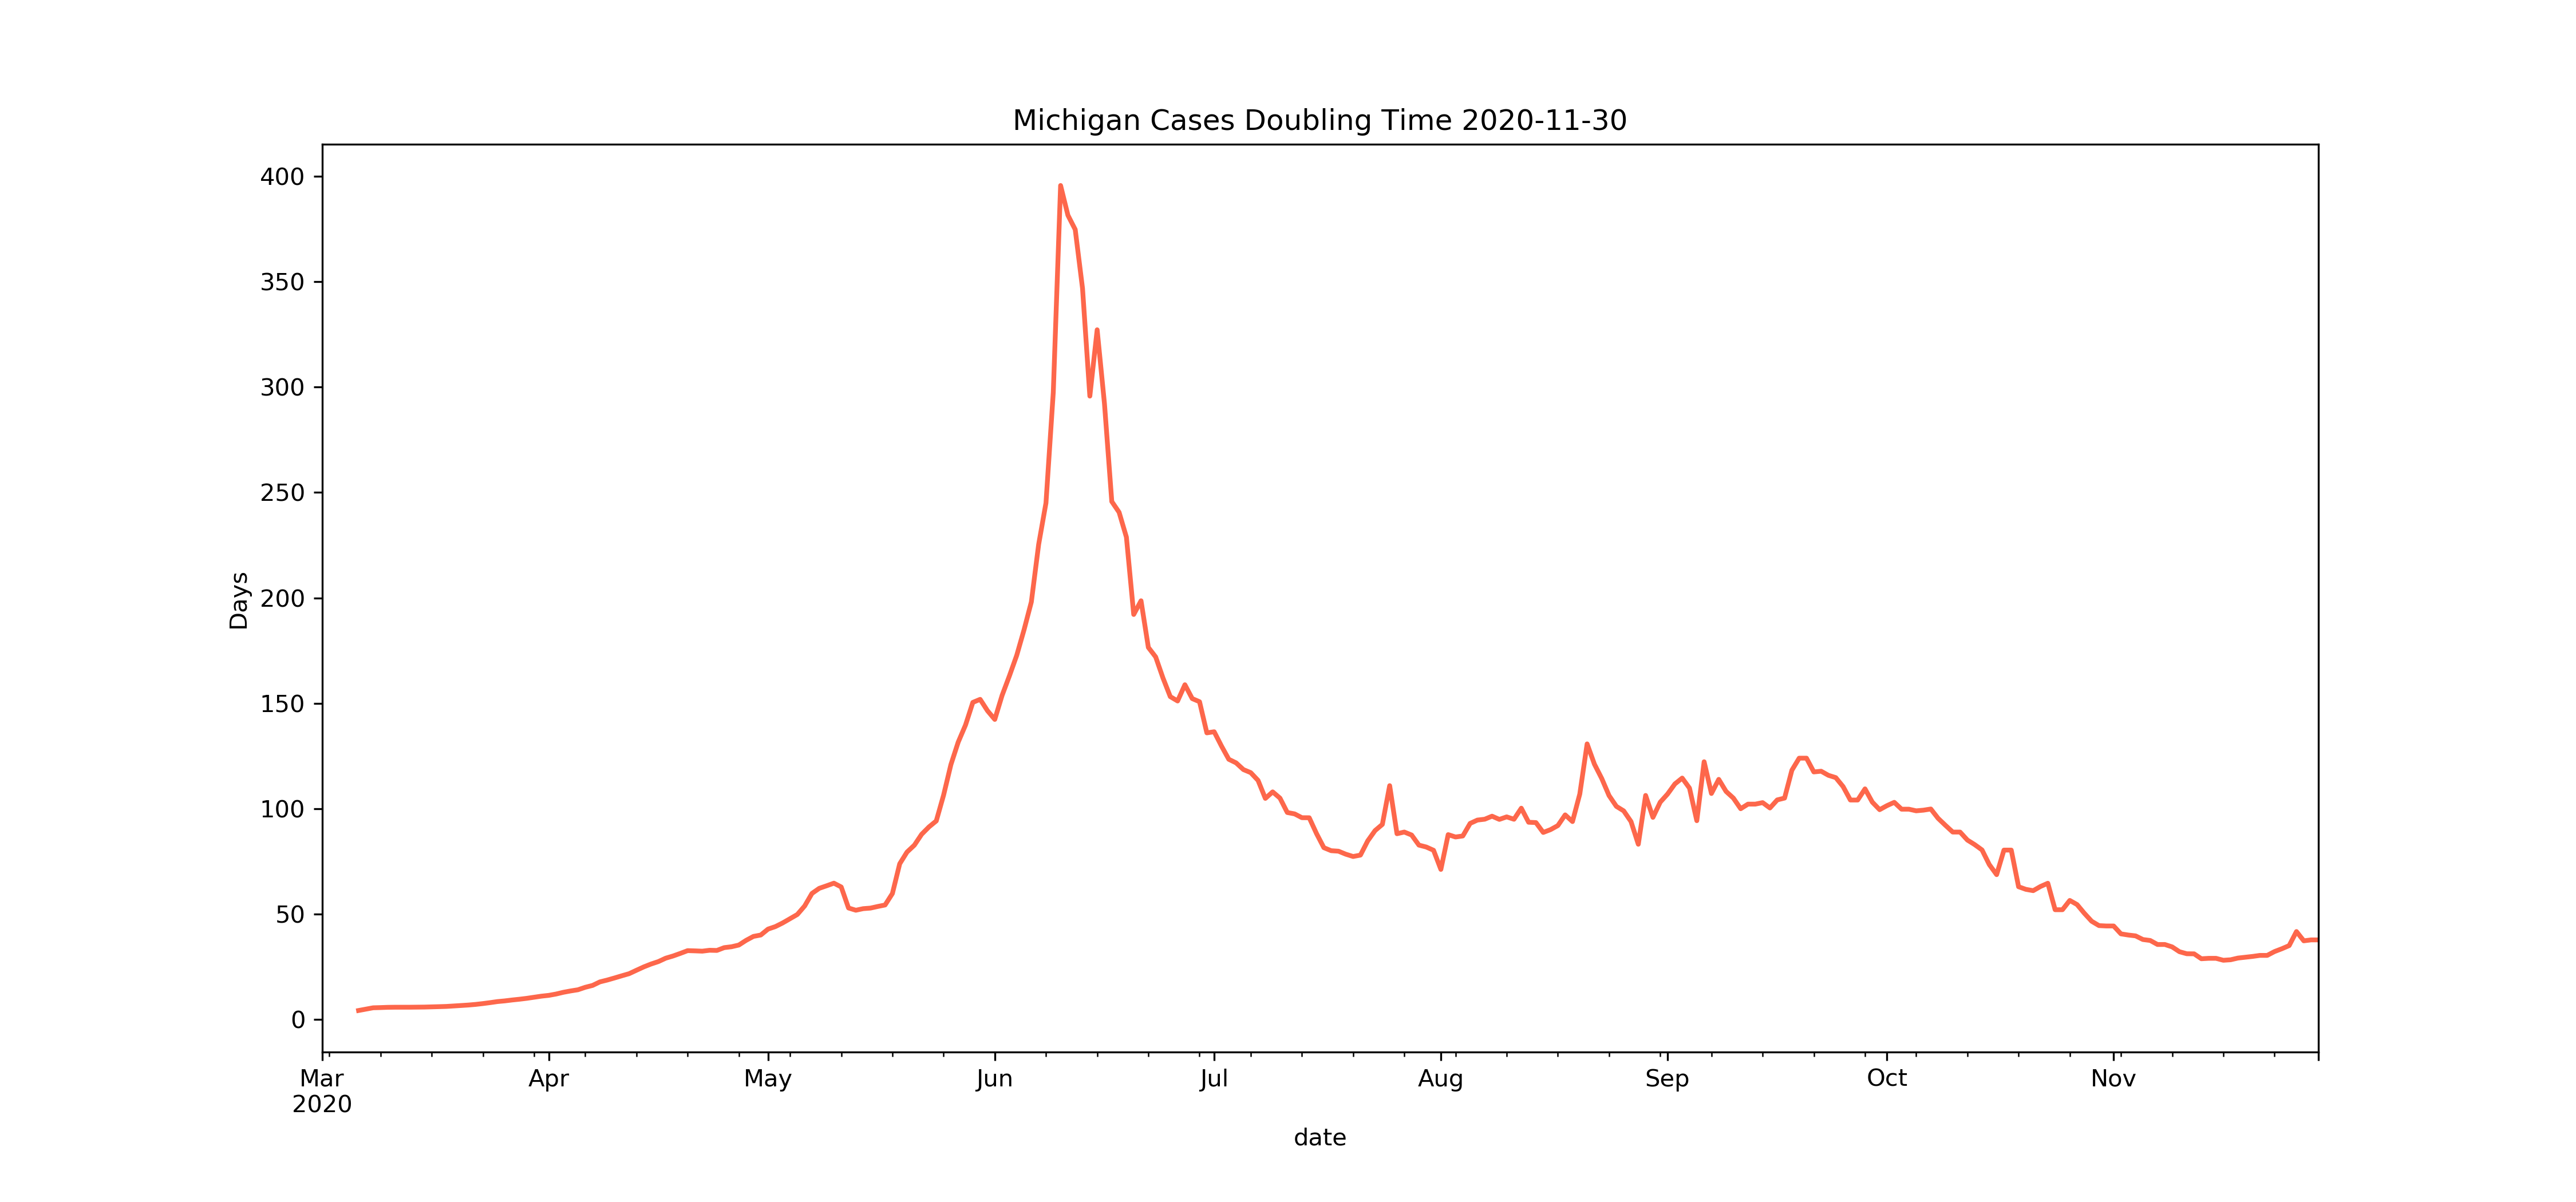 Michigan Cases Doubling Time 2020-11-30
400
350
300
250
200
150
100
50
0
Days
Mar Apr May Jun Jul Aug Sep Oct Nov
2020
date